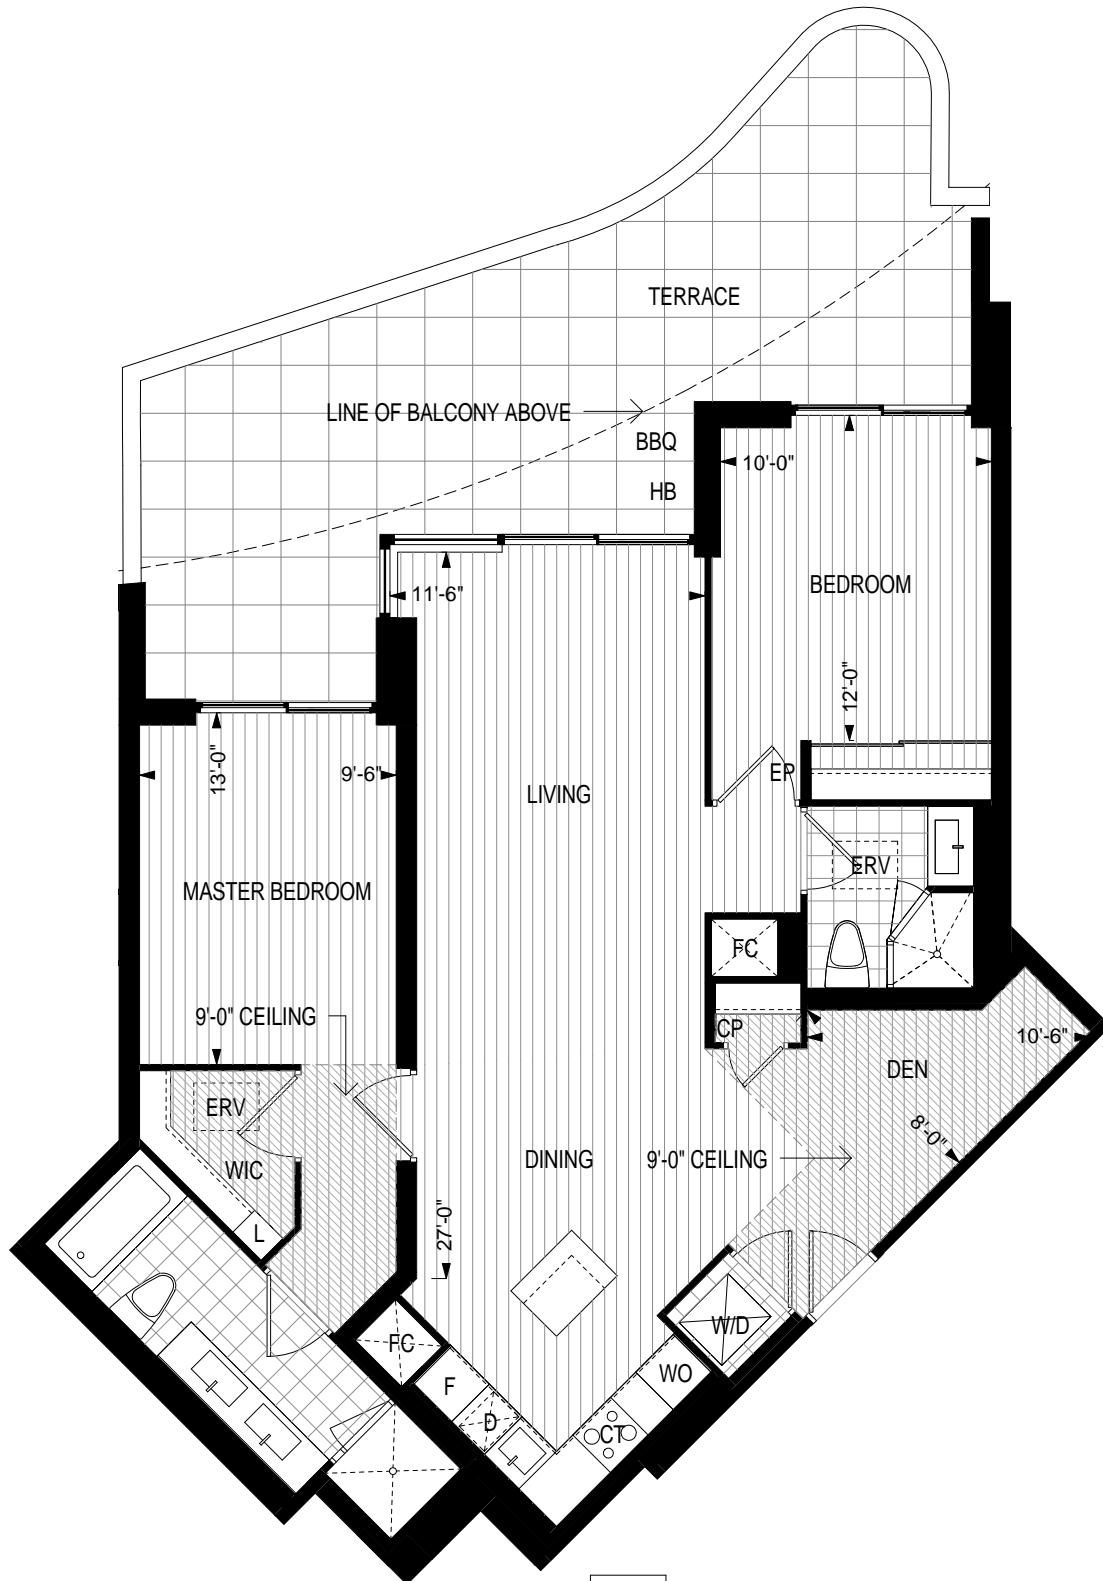 TERRACE
LINE OF BALCONY ABOVE
BBQ
10'-0"
HB
BEDROOM
11'-6"
12'-0"
13'-0"
9'-6"
EP
LIVING
ERV
MASTER BEDROOM
FC
9'-0" CEILING
CP
10'-6"
DEN
ERV
8'-0"
WIC
DINING
9'-0" CEILING
L
27'-0"
W/D
FC
WO
F
D
CT